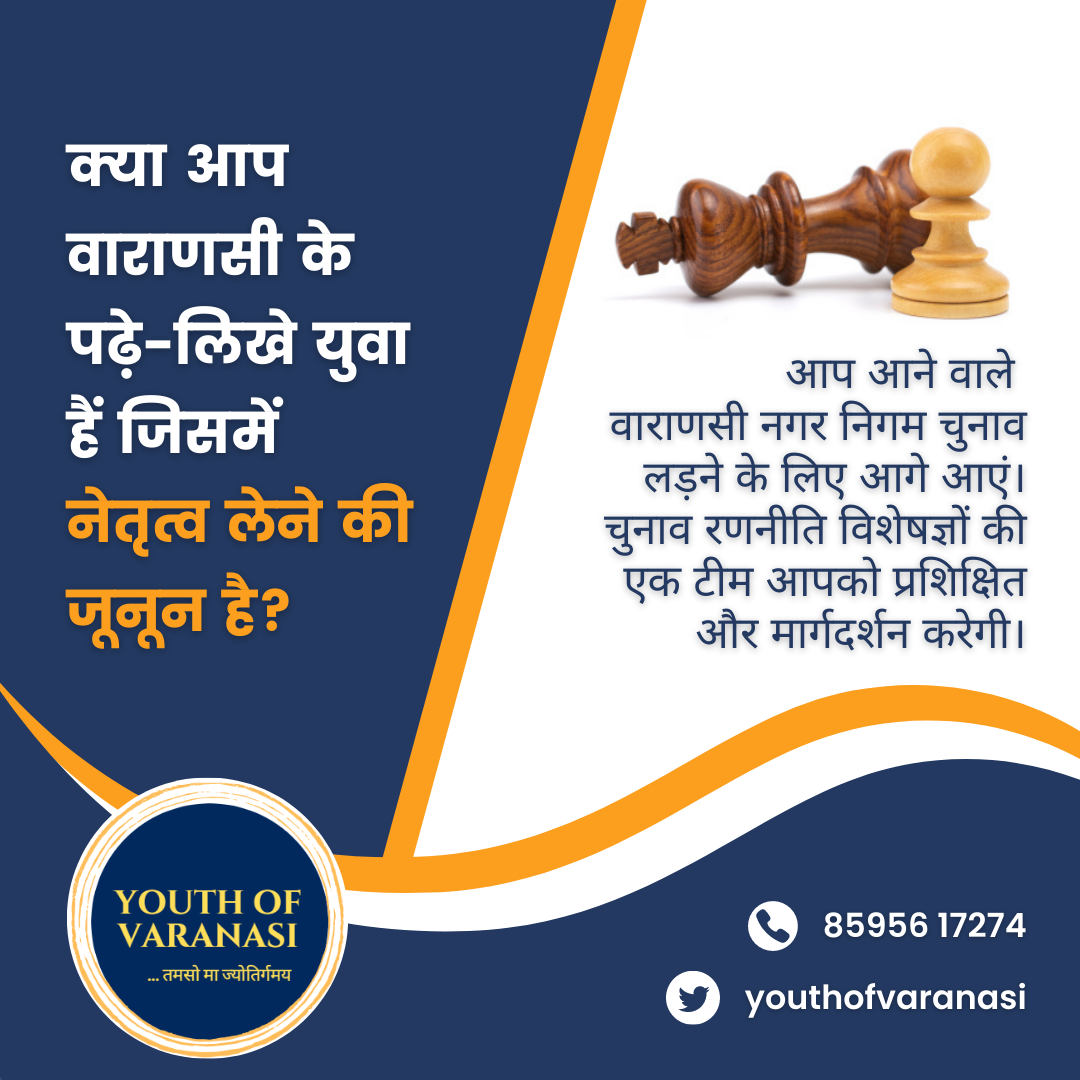 क्या आप
वाराणसी के
पढ़े-लिखे युवा
हैं जिसमें
नेतृत्व लेने की
जूनून है?
आप आने वाले
वाराणसी नगर निगम चुनाव
लड़ने के लिए आगे आएं।
चुनाव रणनीति विशेषज्ञों की
एक टीम आपको प्रशिक्षित
और मार्गदर्शन करेगी।
YOUTH OF
VARANASI
... तमसो मा ज्योतिर्गमय
85956 17274
youthofvaranasi